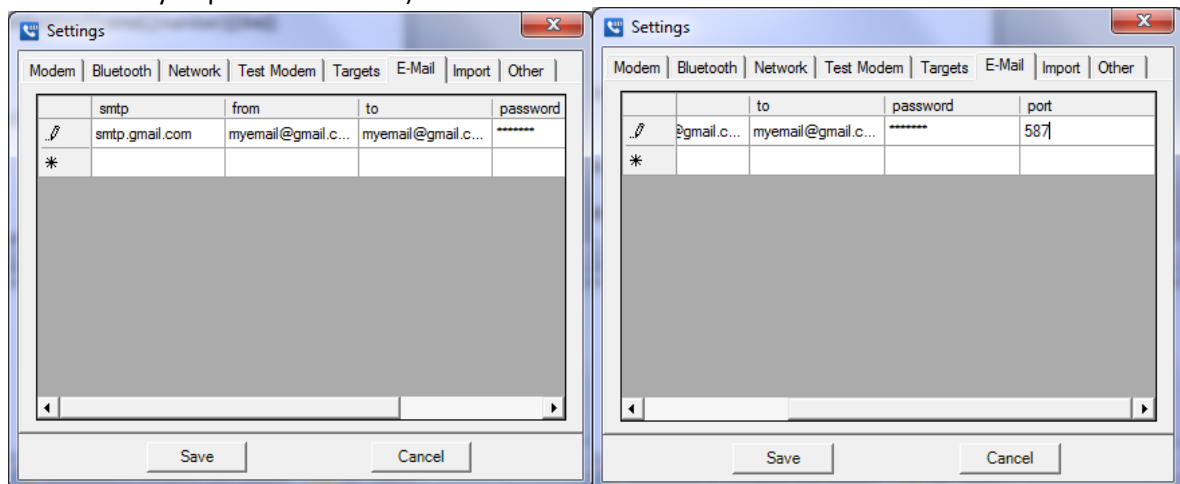 Settings
Modem Bluetooth Network Test Modem Targets E-Mail Import Other
smtp from to password
smtp.gmail.com myemail@gmail.c... myemail@gmail.c... *******
*
Save Cancel
Settings
Modem Bluetooth Network Test Modem Targets E-Mail Import Other
to password port
@gmail.c... myemail@gmail.c... ******* 587
*
Save Cancel